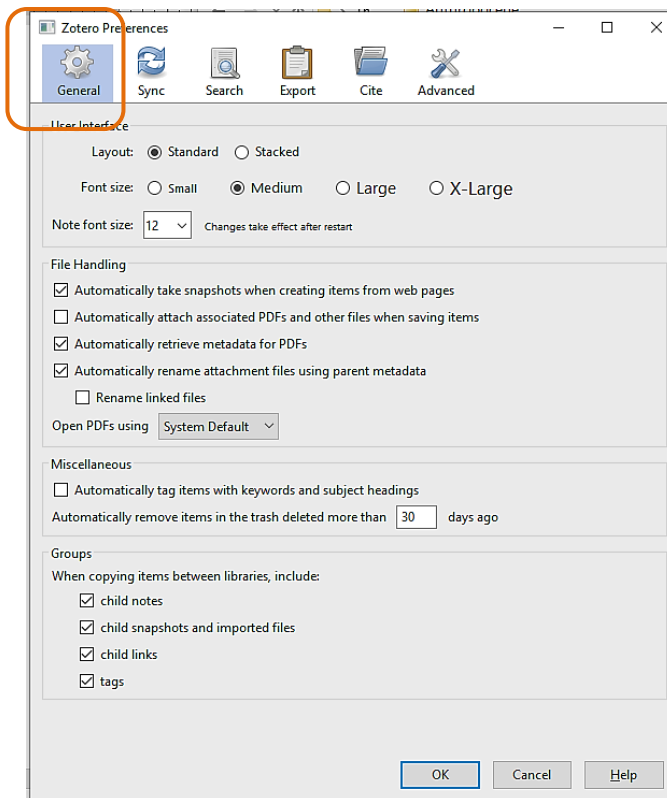 Zotero Preferences
General Sync Search Export Cite Advanced
User Interface
Layout: Standard Stacked
Font size: Small Medium Large X-Large
Note font size: 12 Changes take effect after restart
File Handling
Automatically take snapshots when creating items from web pages
Automatically attach associated PDFs and other files when saving items
Automatically retrieve metadata for PDFs
Automatically rename attachment files using parent metadata
Rename linked files
Open PDFs using System Default
Miscellaneous
Automatically tag items with keywords and subject headings
Automatically remove items in the trash deleted more than 30 days ago
Groups
When copying items between libraries, include:
child notes
child snapshots and imported files
child links
tags
OK Cancel Help